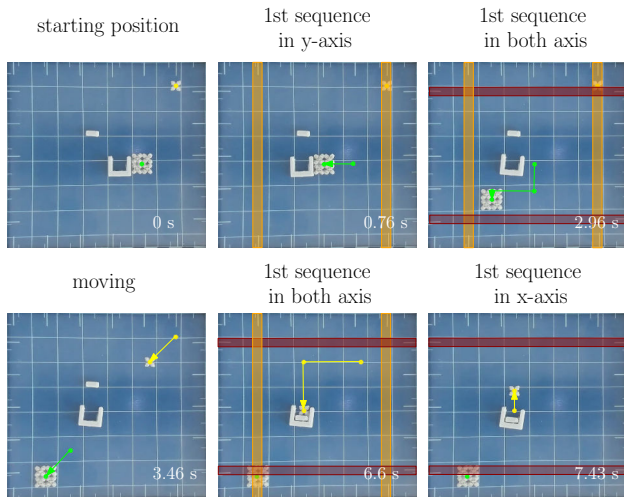 starting position
1st sequence
in y-axis
1st sequence
in both axis
0 s
0.76 s
2.96 s
moving
1st sequence
in both axis
1st sequence
in x-axis
3.46 s
6.6 s
7.43 s